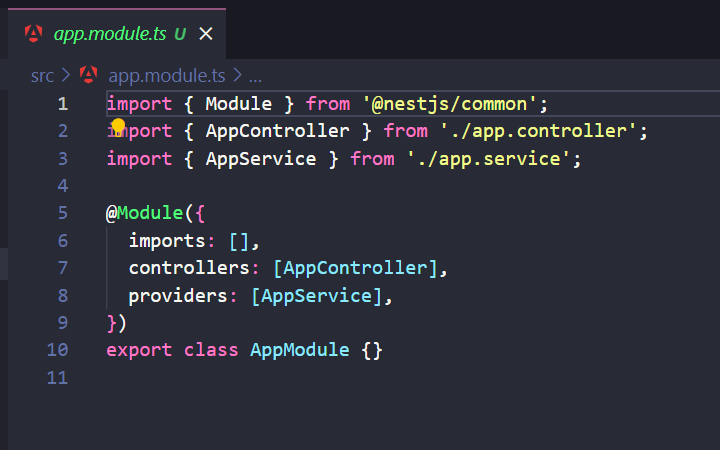 app.module.ts U
src > app.module.ts > ...
1 import { Module } from '@nestjs/common';
2 import { AppController } from './app.controller';
3 import { AppService } from './app.service';
4
5 @Module({
6   imports: [],
7   controllers: [AppController],
8   providers: [AppService],
9 })
10 export class AppModule {}
11